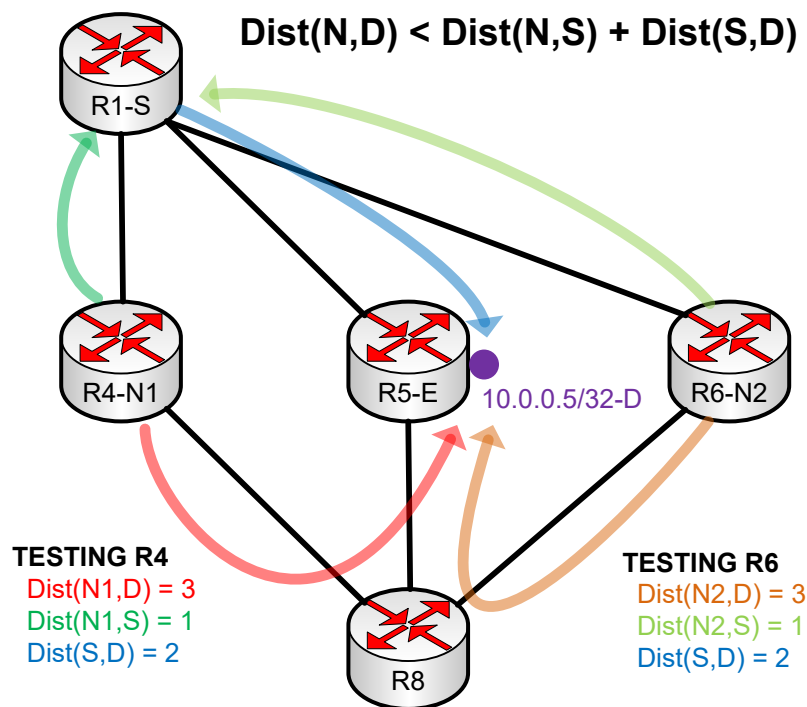 Dist(N,D) < Dist(N,S) + Dist(S,D)
R1-S
R4-N1
R5-E
R6-N2
10.0.0.5/32-D
TESTING R4
Dist(N1,D) = 3
Dist(N1,S) = 1
Dist(S,D) = 2
TESTING R6
Dist(N2,D) = 3
Dist(N2,S) = 1
Dist(S,D) = 2
R8